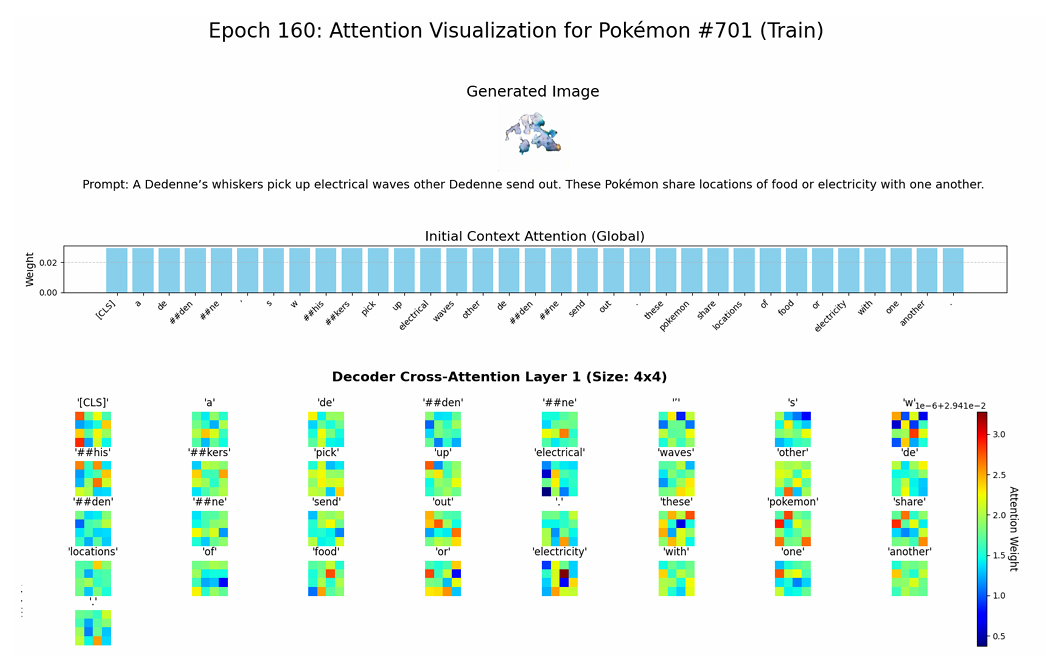 Epoch 160: Attention Visualization for Pokémon #701 (Train)
Generated Image
Prompt: A Dedenne’s whiskers pick up electrical waves other Dedenne send out. These Pokémon share locations of food or electricity with one another.
Initial Context Attention (Global)
Weight
0.02
0.00
[CLS] a de ##den ##ne ’ s w ##his ##kers pick up electrical waves other de ##den ##ne send out . these pokemon share locations of food or electricity with one another .
Decoder Cross-Attention Layer 1 (Size: 4x4)
'[CLS]' 'a' 'de' '##den' '##ne' '’' 's' 'w'
1e-6+2.941e-2
'##his' '##kers' 'pick' 'up' 'electrical' 'waves' 'other' 'de'
'##den' '##ne' 'send' 'out' '.' 'these' 'pokemon' 'share'
'locations' 'of' 'food' 'or' 'electricity' 'with' 'one' 'another'
'.'
3.0
2.5
2.0
1.5
1.0
0.5
Attention Weight